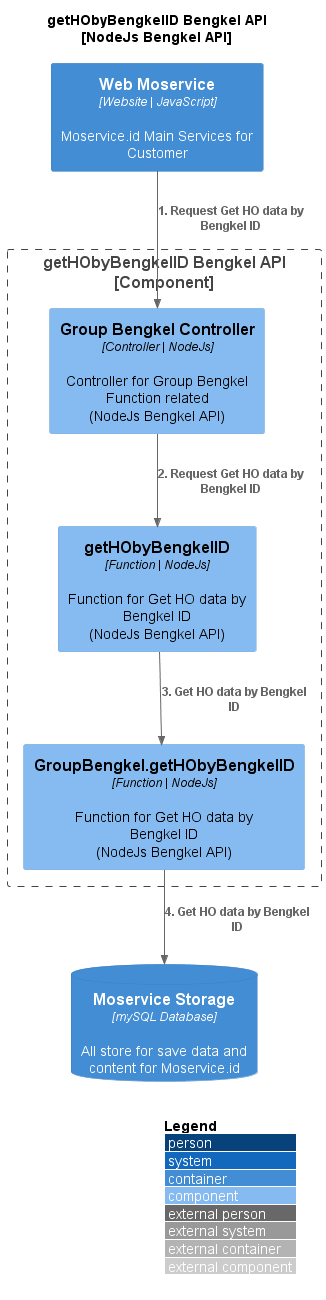 getHObyBengkelID Bengkel API
[NodeJs Bengkel API]
Web Moservice
[Website | JavaScript]
Moservice.id Main Services for
Customer
1. Request Get HO data by
Bengkel ID
getHObyBengkelID Bengkel API
[Component]
Group Bengkel Controller
[Controller | NodeJs]
Controller for Group Bengkel
Function related
(NodeJs Bengkel API)
2. Request Get HO data by
Bengkel ID
getHObyBengkelID
[Function | NodeJs]
Function for Get HO data by
Bengkel ID
(NodeJs Bengkel API)
3. Get HO data by Bengkel
ID
GroupBengkel.getHObyBengkelID
[Function | NodeJs]
Function for Get HO data by
Bengkel ID
(NodeJs Bengkel API)
4. Get HO data by Bengkel
ID
Moservice Storage
[mySQL Database]
All store for save data and
content for Moservice.id
Legend
person
system
container
component
external person
external system
external container
external component